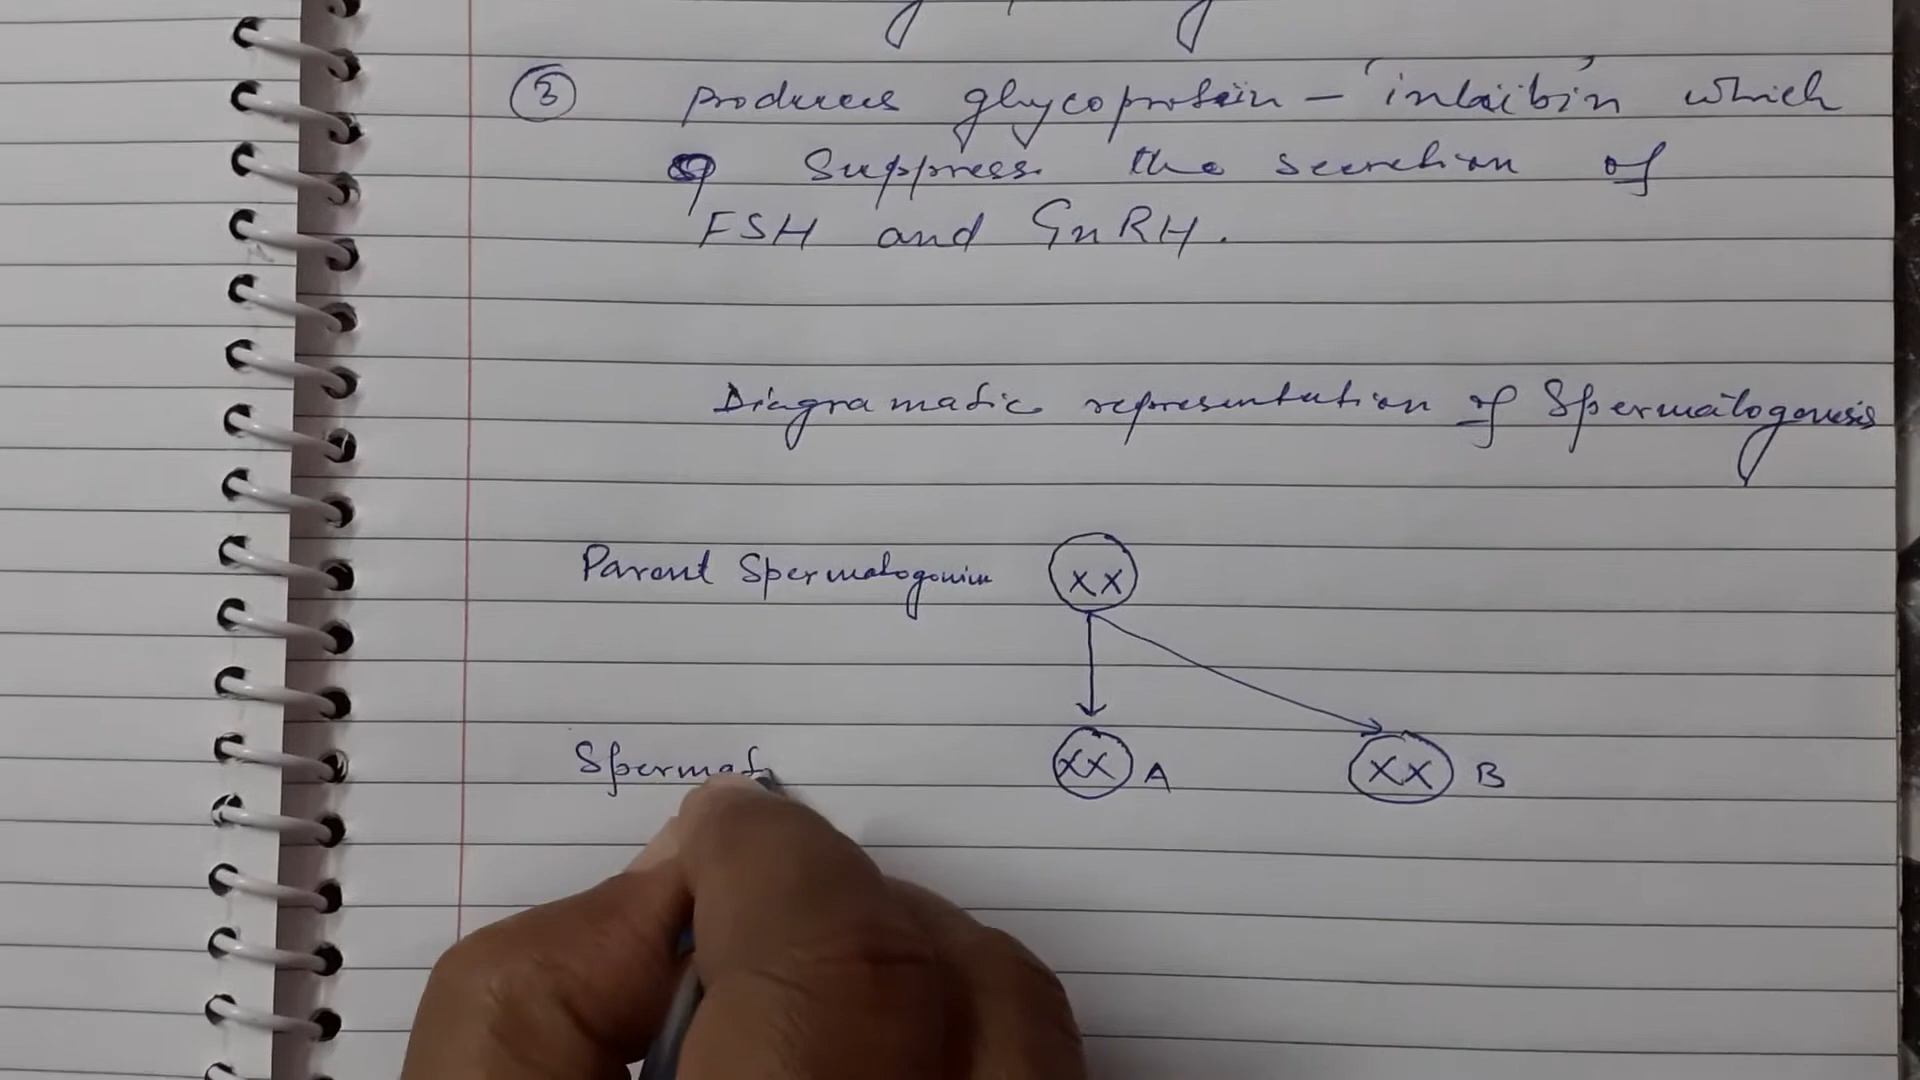 ③ produces glycoprotein - 'inhibin' which
suppress the secretion of
FSH and GnRH.
Diagramatic representation of Spermatogenesis
Parent Spermatogonium XX
Spermat XX A XX B